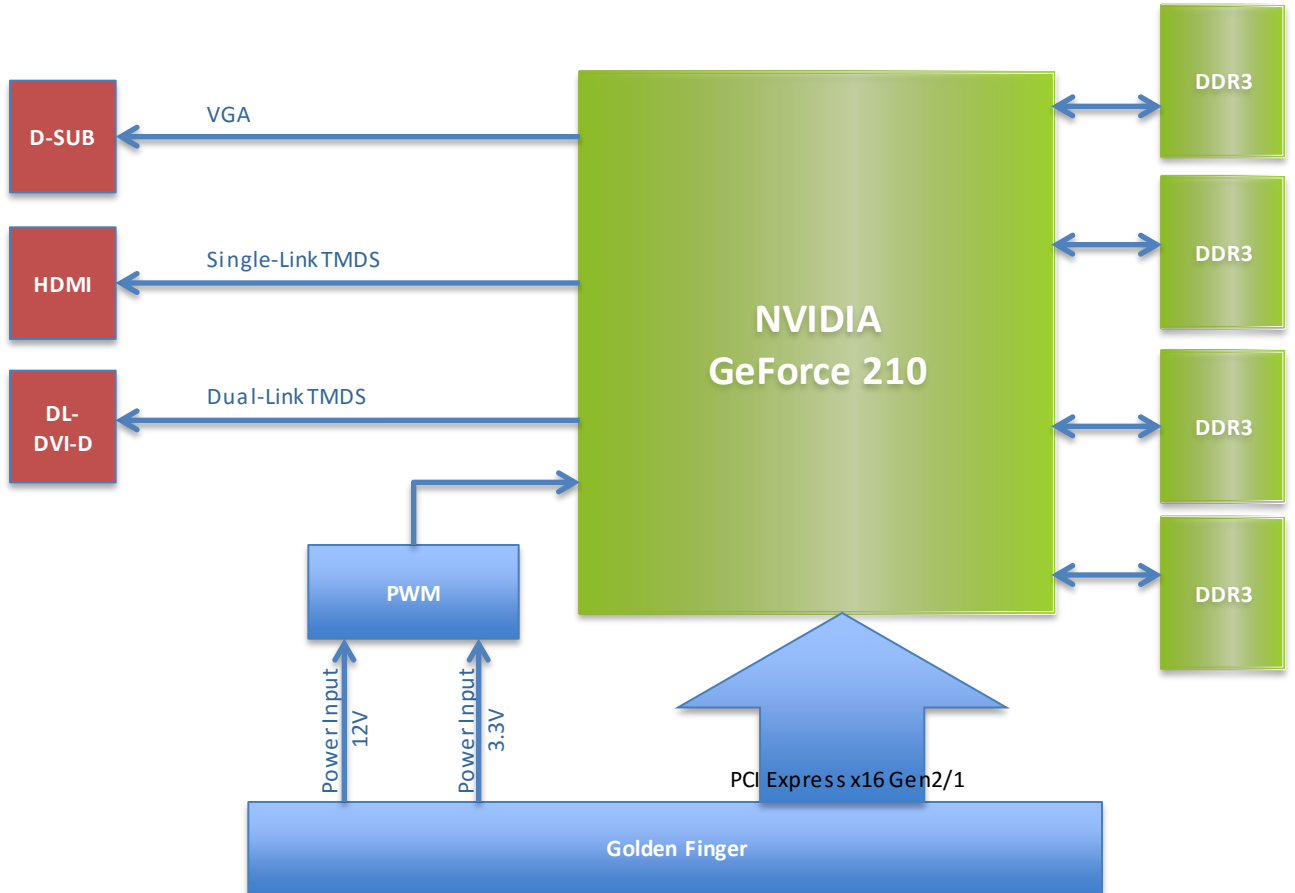 DDR3
VGA
D-SUB
DDR3
Single-Link TMDS
HDMI
NVIDIA
GeForce 210
Dual-Link TMDS
DL-
DVI-D
DDR3
PWM
DDR3
Power Input
12V
Power Input
3.3V
PCI Express x16 Gen2/1
Golden Finger